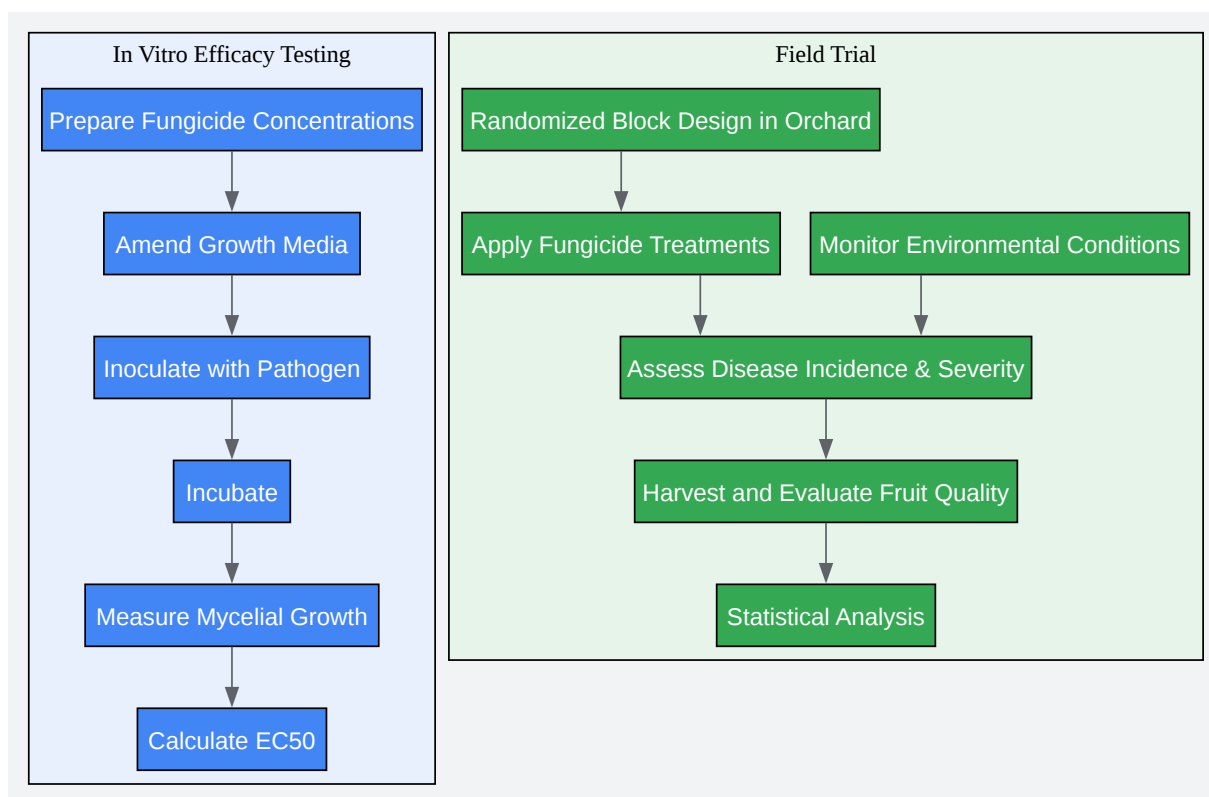 In Vitro Efficacy Testing
Prepare Fungicide Concentrations
Amend Growth Media
Inoculate with Pathogen
Incubate
Measure Mycelial Growth
Calculate EC50
Field Trial
Randomized Block Design in Orchard
Apply Fungicide Treatments
Monitor Environmental Conditions
Assess Disease Incidence & Severity
Harvest and Evaluate Fruit Quality
Statistical Analysis